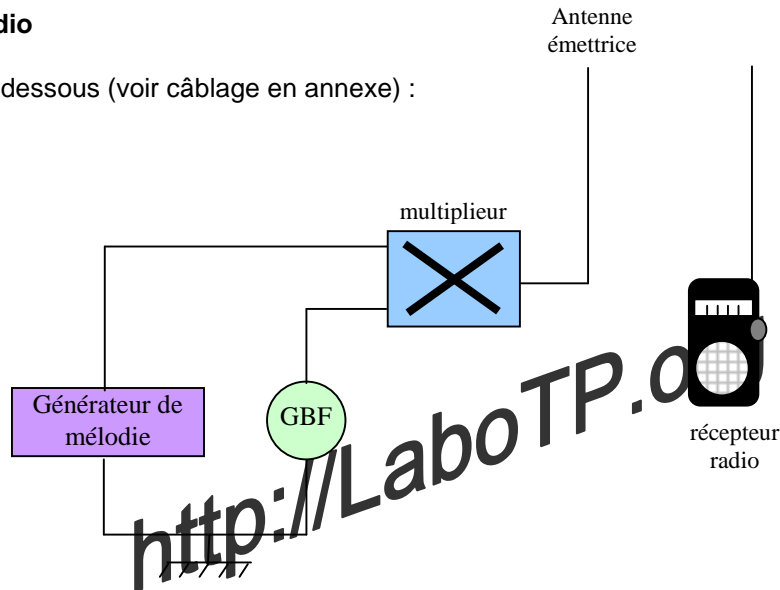 dio
dessous (voir câblage en annexe) :
Antenne
émettrice
multiplieur
Générateur de
mélodie
GBF
récepteur
radio
http://LaboTP.o